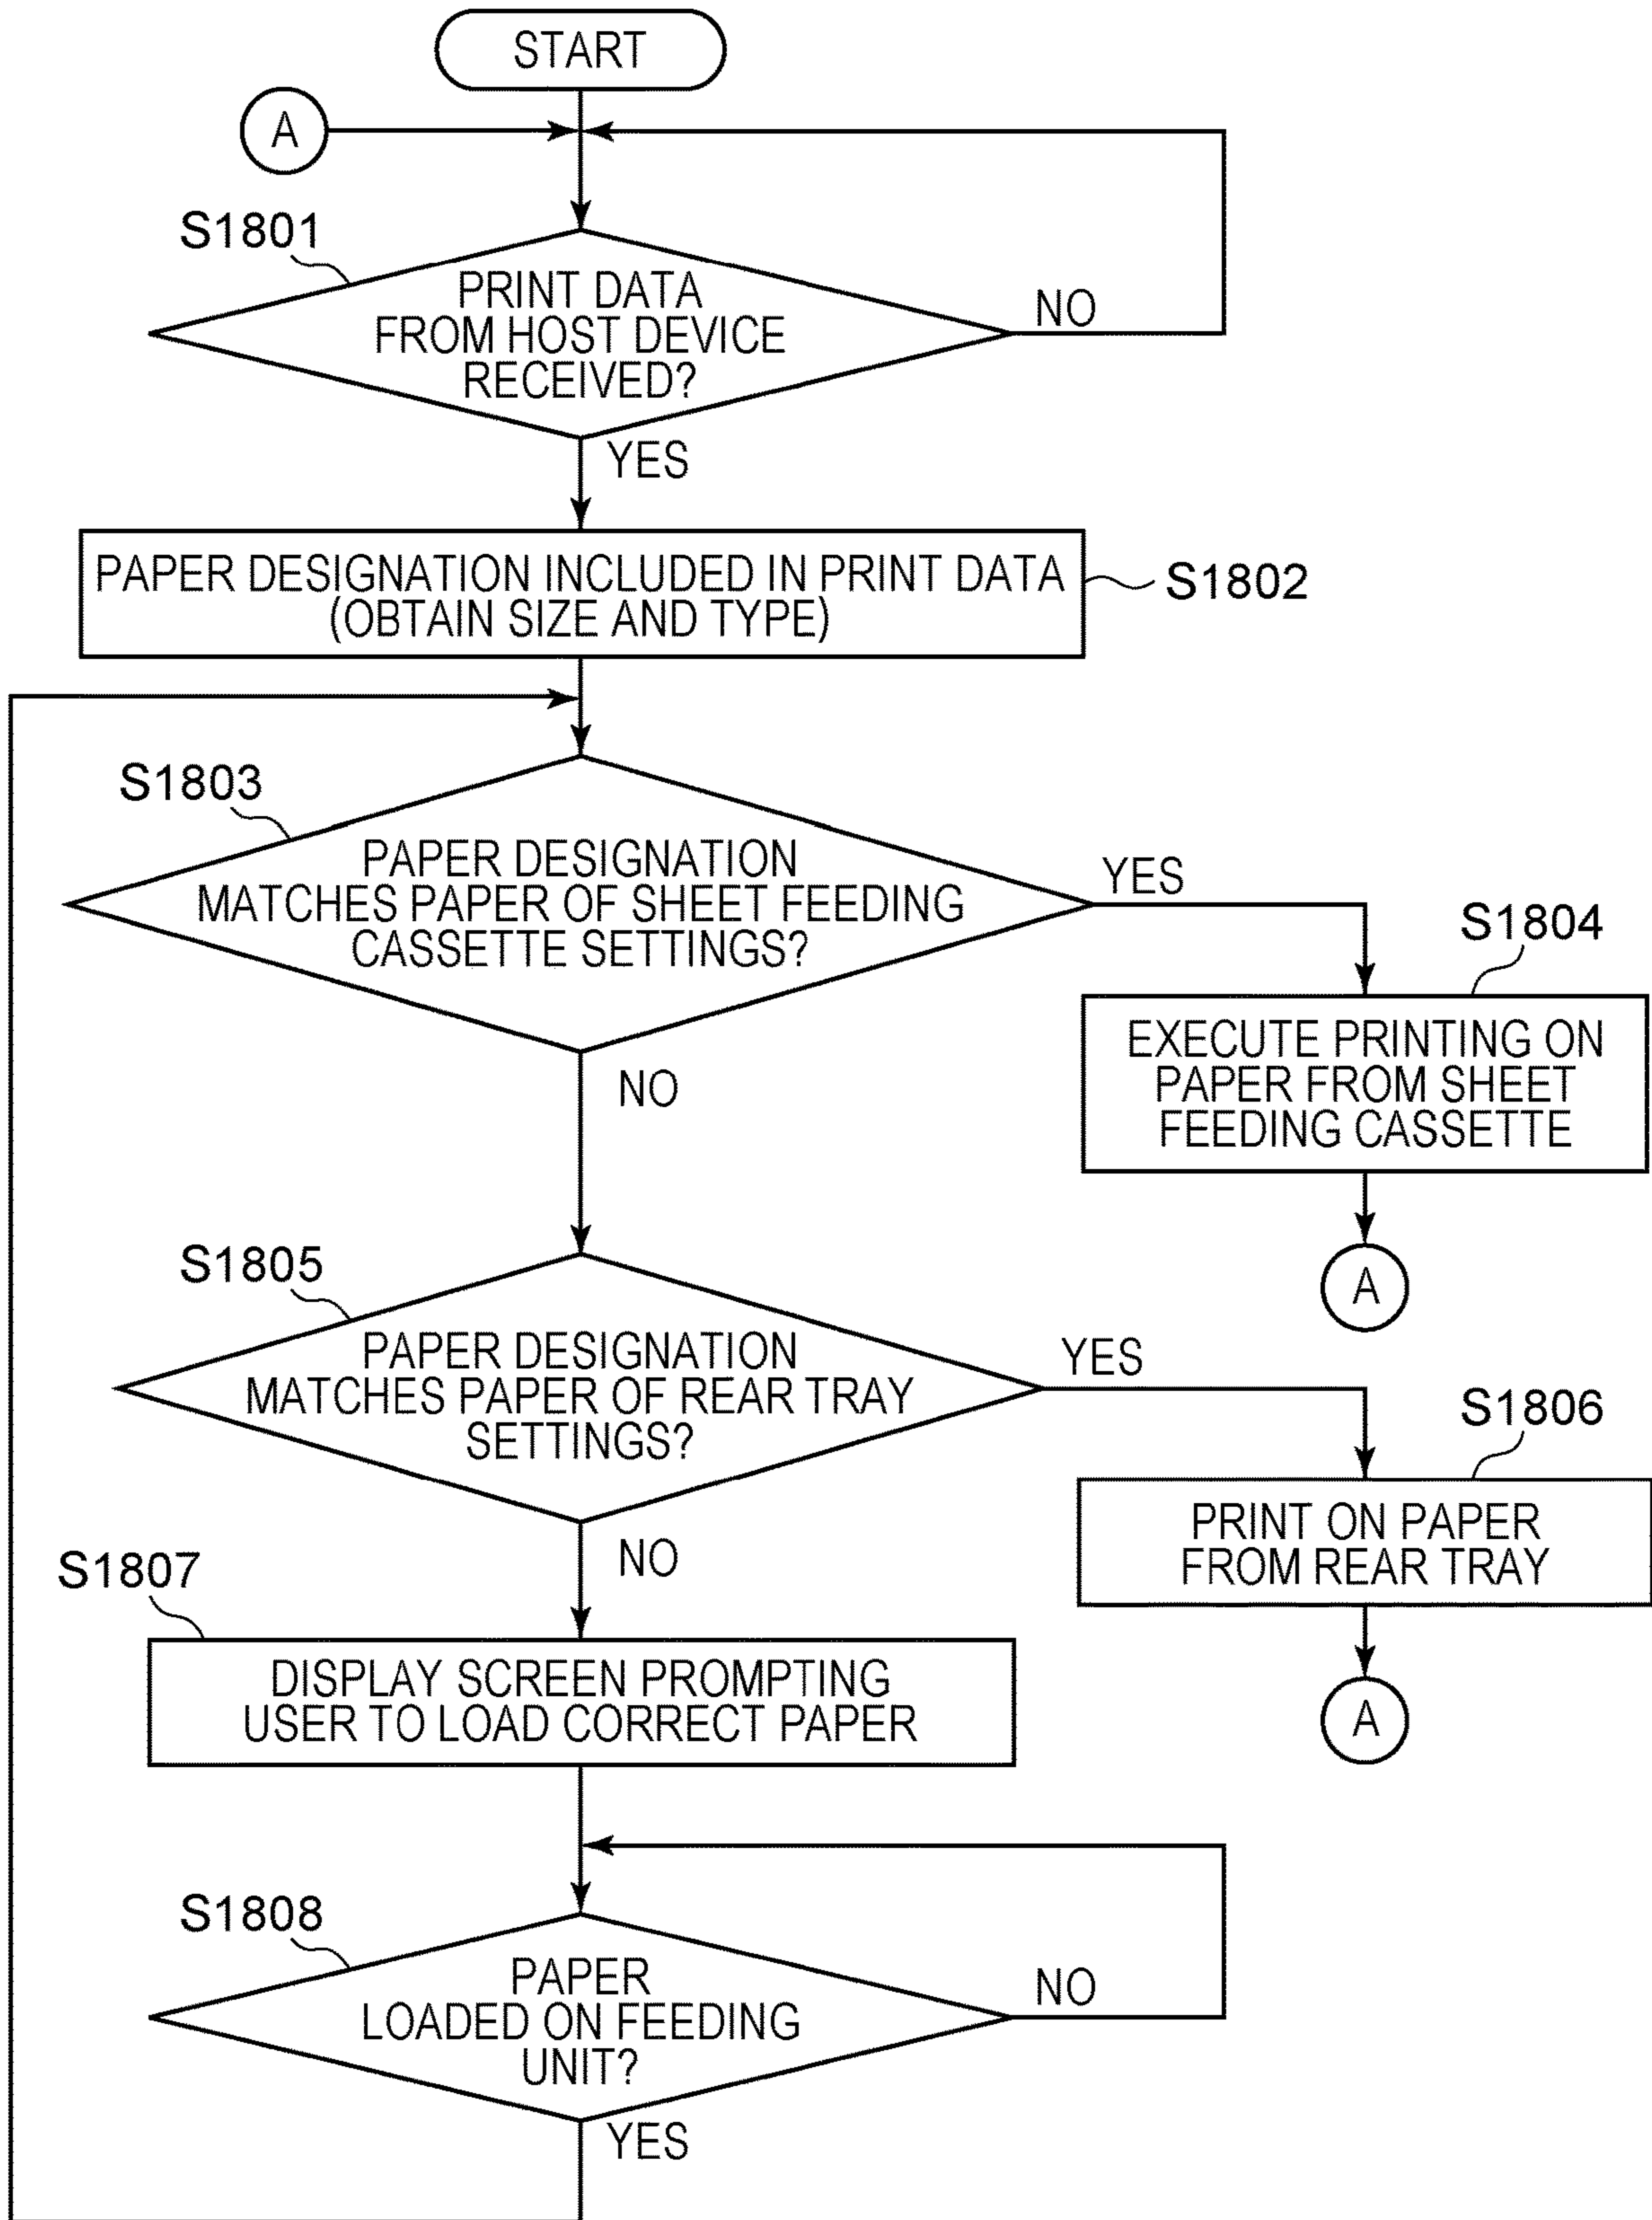 START
A
S1801
PRINT DATA
FROM HOST DEVICE
RECEIVED?
NO
YES
PAPER DESIGNATION INCLUDED IN PRINT DATA
(OBTAIN SIZE AND TYPE)
S1802
S1803
PAPER DESIGNATION
MATCHES PAPER OF SHEET FEEDING
CASSETTE SETTINGS?
YES
NO
S1804
EXECUTE PRINTING ON
PAPER FROM SHEET
FEEDING CASSETTE
A
S1805
PAPER DESIGNATION
MATCHES PAPER OF REAR TRAY
SETTINGS?
YES
NO
S1806
PRINT ON PAPER
FROM REAR TRAY
A
S1807
DISPLAY SCREEN PROMPTING
USER TO LOAD CORRECT PAPER
S1808
PAPER
LOADED ON FEEDING
UNIT?
NO
YES